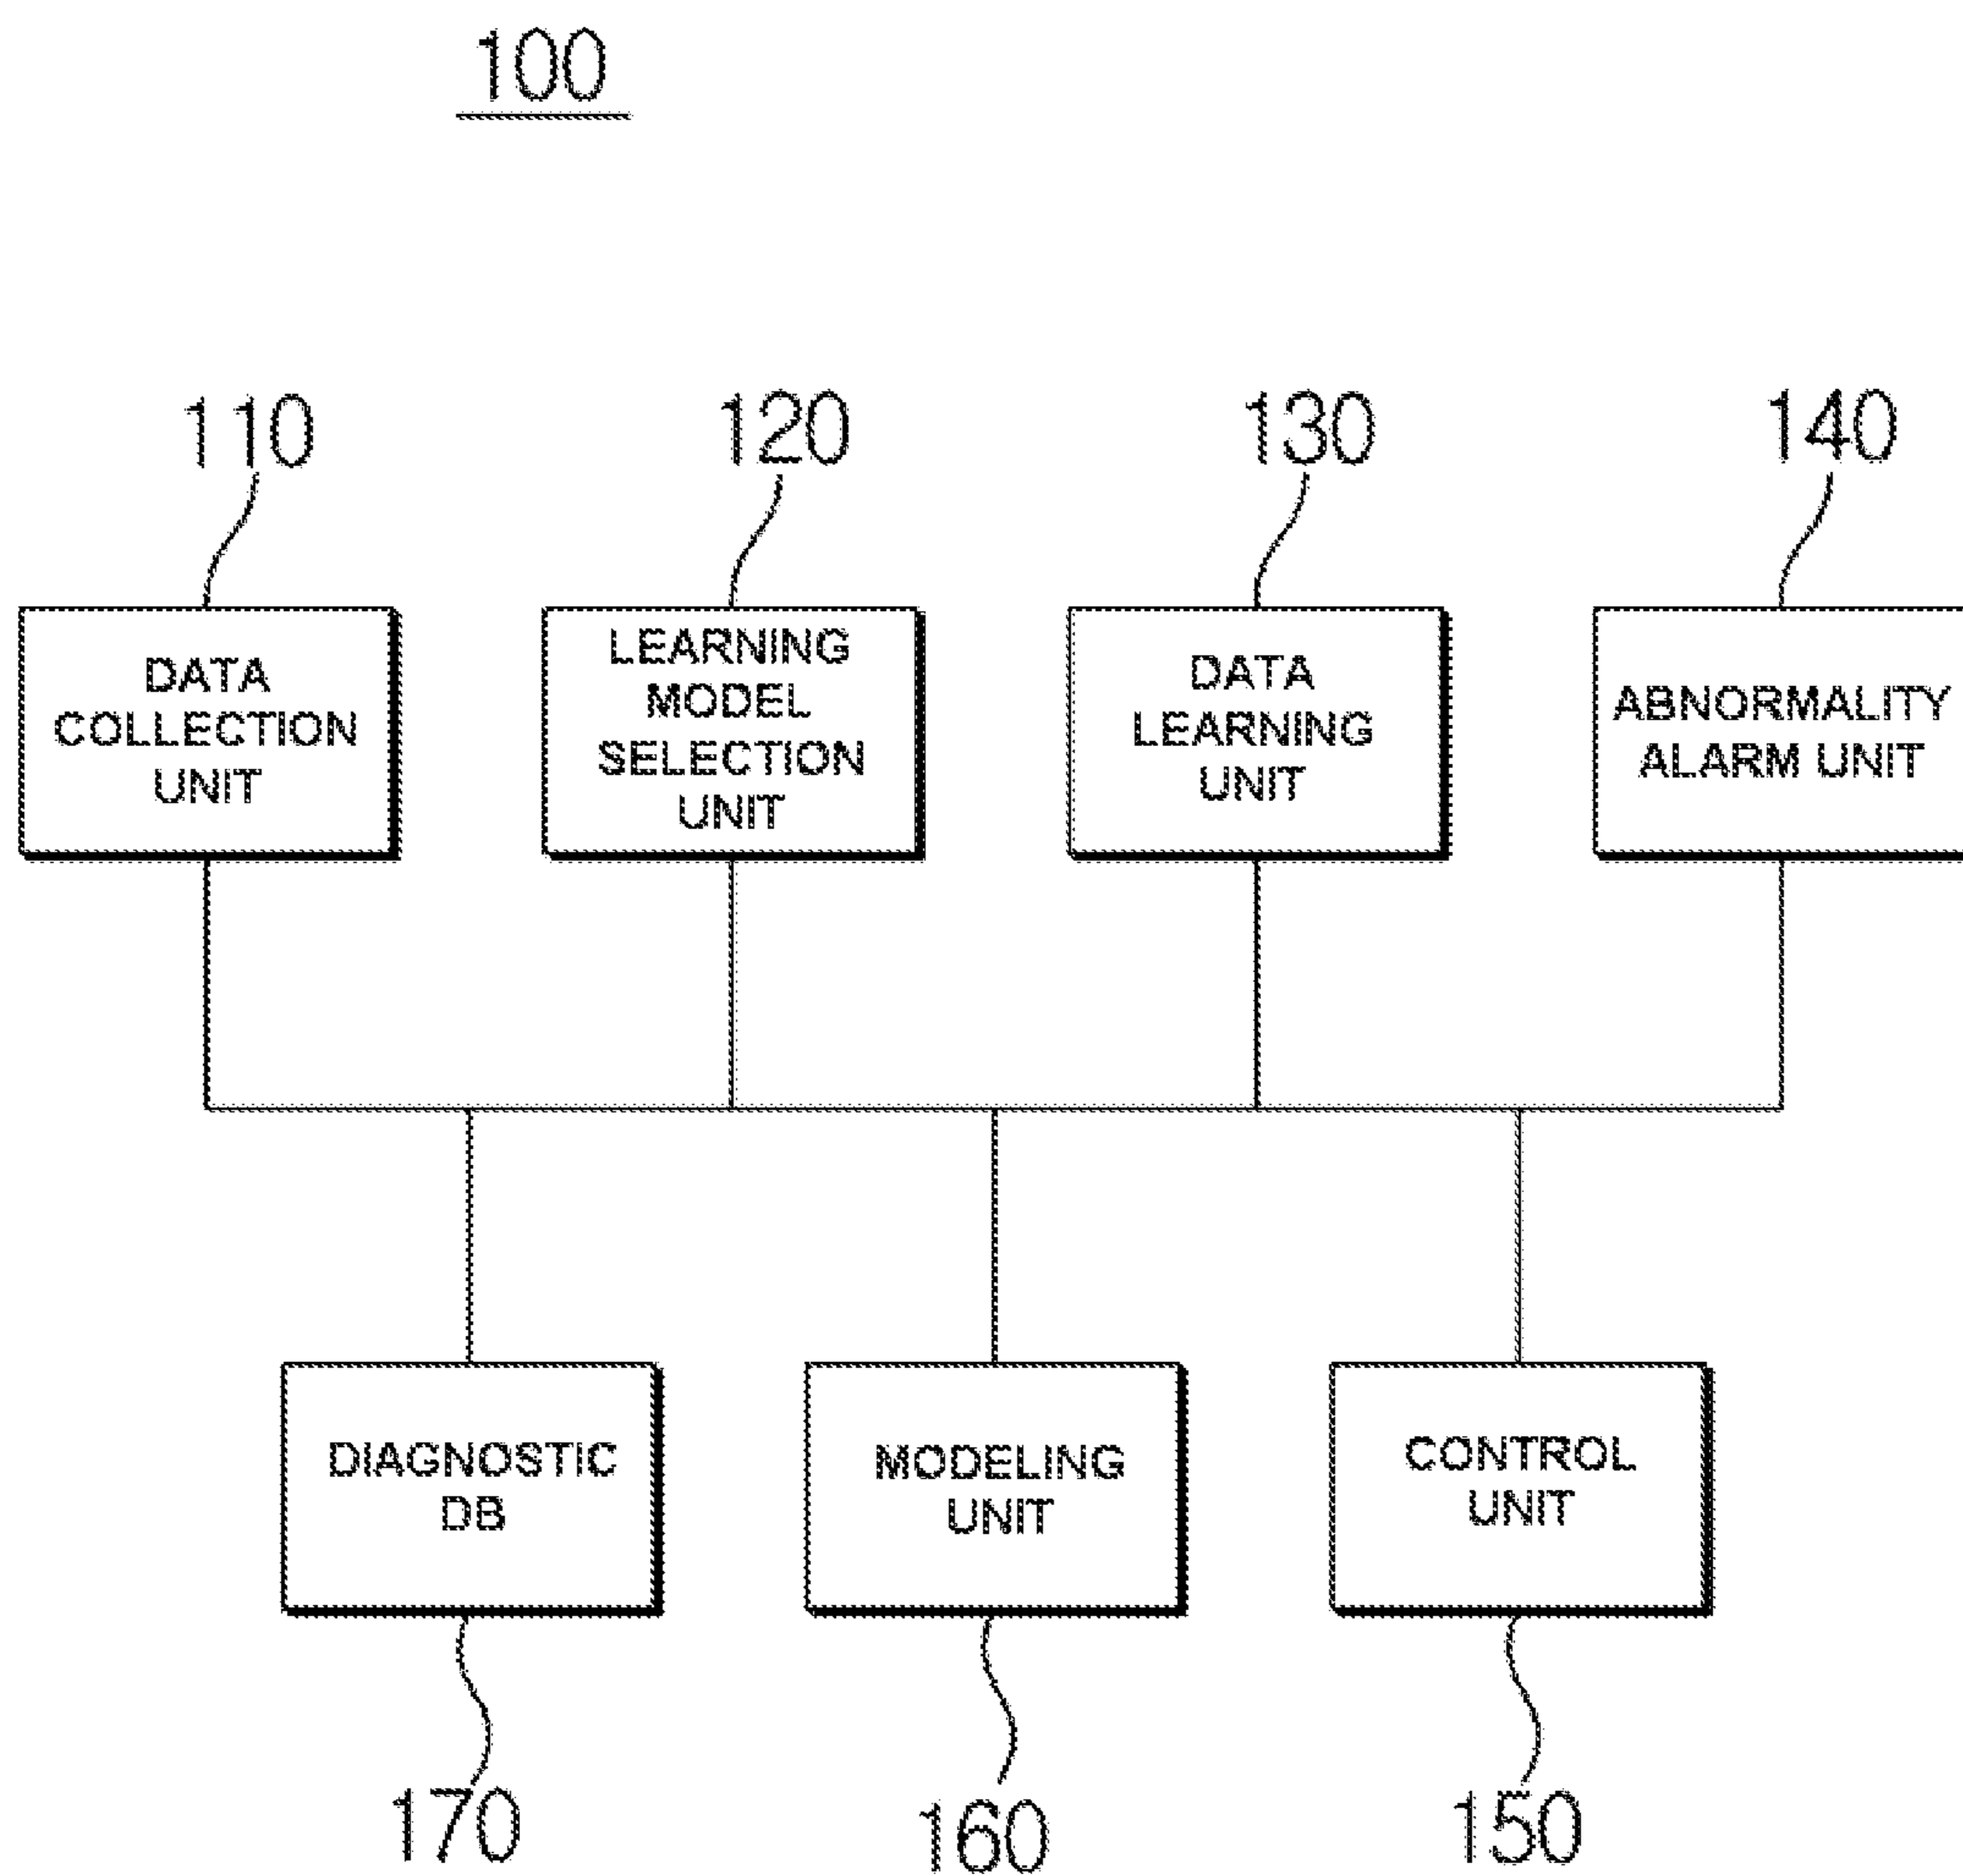 100
110
120
130
140
DATA
COLLECTION
UNIT
LEARNING
MODEL
SELECTION
UNIT
DATA
LEARNING
UNIT
ABNORMALITY
ALARM UNIT
DIAGNOSTIC
DB
MODELING
UNIT
CONTROL
UNIT
170
160
150